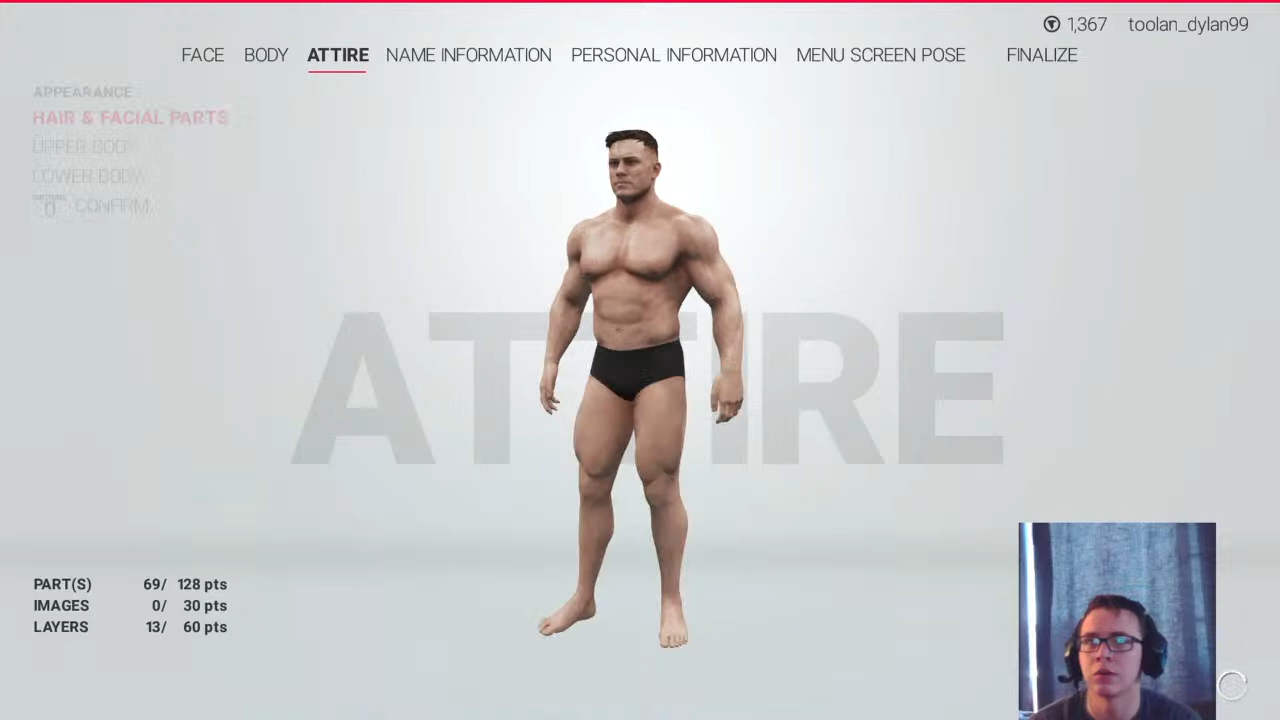 1,367 toolan_dylan99
FACE BODY ATTIRE NAME INFORMATION PERSONAL INFORMATION MENU SCREEN POSE FINALIZE
APPEARANCE
HAIR & FACIAL PARTS
UPPER BODY
LOWER BODY
0 CONFIRM
ATTIRE
PART(S) 69/ 128 pts
IMAGES 0/ 30 pts
LAYERS 13/ 60 pts